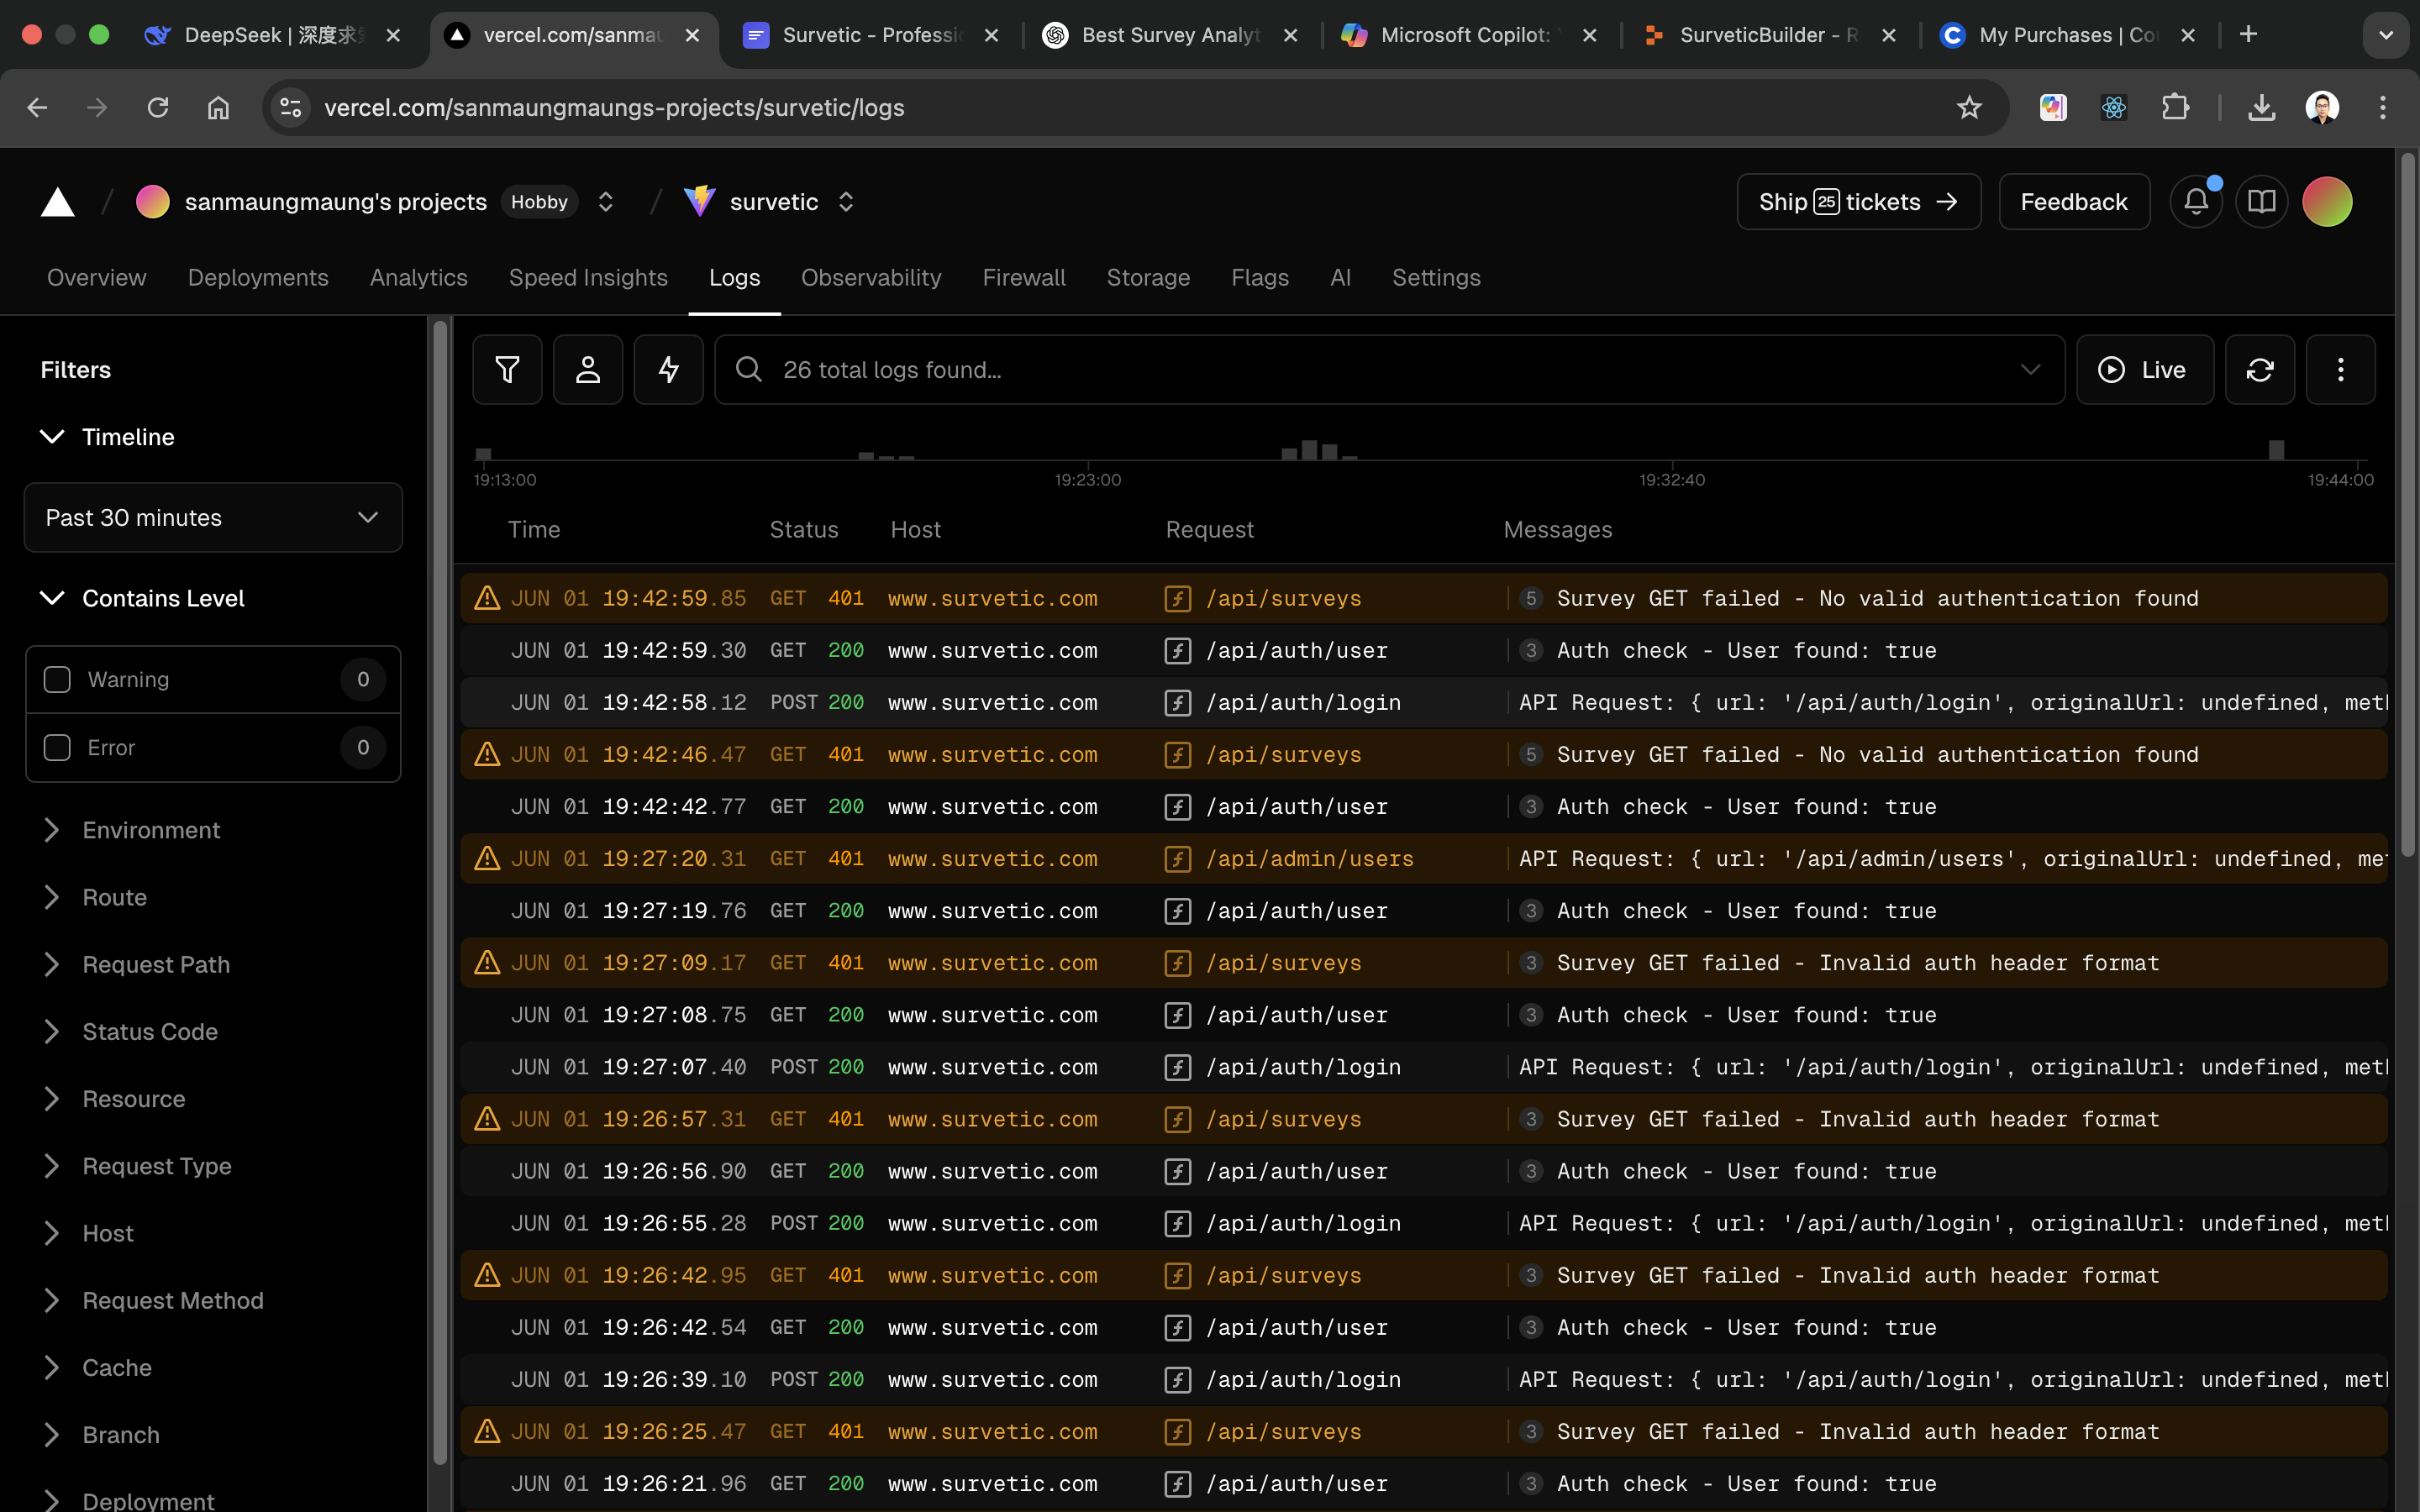 DeepSeek | 深度求索
vercel.com/sanmau
Survetic - Professi
Best Survey Analyt
Microsoft Copilot: Y
SurveticBuilder - R
My Purchases | Cou
vercel.com/sanmaungmaungs-projects/survetic/logs
sanmaungmaung's projects Hobby
survetic
Ship 25 tickets →
Feedback
Overview Deployments Analytics Speed Insights Logs Observability Firewall Storage Flags AI Settings
Filters
Timeline
Past 30 minutes
Contains Level
Warning 0
Error 0
Environment
Route
Request Path
Status Code
Resource
Request Type
Host
Request Method
Cache
Branch
Deployment
26 total logs found...
Live
19:13:00 19:23:00 19:32:40 19:44:00
Time Status Host Request Messages
JUN 01 19:42:59.85 GET 401 www.survetic.com /api/surveys 5 Survey GET failed - No valid authentication found
JUN 01 19:42:59.30 GET 200 www.survetic.com /api/auth/user 3 Auth check - User found: true
JUN 01 19:42:58.12 POST 200 www.survetic.com /api/auth/login API Request: { url: '/api/auth/login', originalUrl: undefined, meth
JUN 01 19:42:46.47 GET 401 www.survetic.com /api/surveys 5 Survey GET failed - No valid authentication found
JUN 01 19:42:42.77 GET 200 www.survetic.com /api/auth/user 3 Auth check - User found: true
JUN 01 19:27:20.31 GET 401 www.survetic.com /api/admin/users API Request: { url: '/api/admin/users', originalUrl: undefined, me
JUN 01 19:27:19.76 GET 200 www.survetic.com /api/auth/user 3 Auth check - User found: true
JUN 01 19:27:09.17 GET 401 www.survetic.com /api/surveys 3 Survey GET failed - Invalid auth header format
JUN 01 19:27:08.75 GET 200 www.survetic.com /api/auth/user 3 Auth check - User found: true
JUN 01 19:27:07.40 POST 200 www.survetic.com /api/auth/login API Request: { url: '/api/auth/login', originalUrl: undefined, meth
JUN 01 19:26:57.31 GET 401 www.survetic.com /api/surveys 3 Survey GET failed - Invalid auth header format
JUN 01 19:26:56.90 GET 200 www.survetic.com /api/auth/user 3 Auth check - User found: true
JUN 01 19:26:55.28 POST 200 www.survetic.com /api/auth/login API Request: { url: '/api/auth/login', originalUrl: undefined, meth
JUN 01 19:26:42.95 GET 401 www.survetic.com /api/surveys 3 Survey GET failed - Invalid auth header format
JUN 01 19:26:42.54 GET 200 www.survetic.com /api/auth/user 3 Auth check - User found: true
JUN 01 19:26:39.10 POST 200 www.survetic.com /api/auth/login API Request: { url: '/api/auth/login', originalUrl: undefined, meth
JUN 01 19:26:25.47 GET 401 www.survetic.com /api/surveys 3 Survey GET failed - Invalid auth header format
JUN 01 19:26:21.96 GET 200 www.survetic.com /api/auth/user 3 Auth check - User found: true